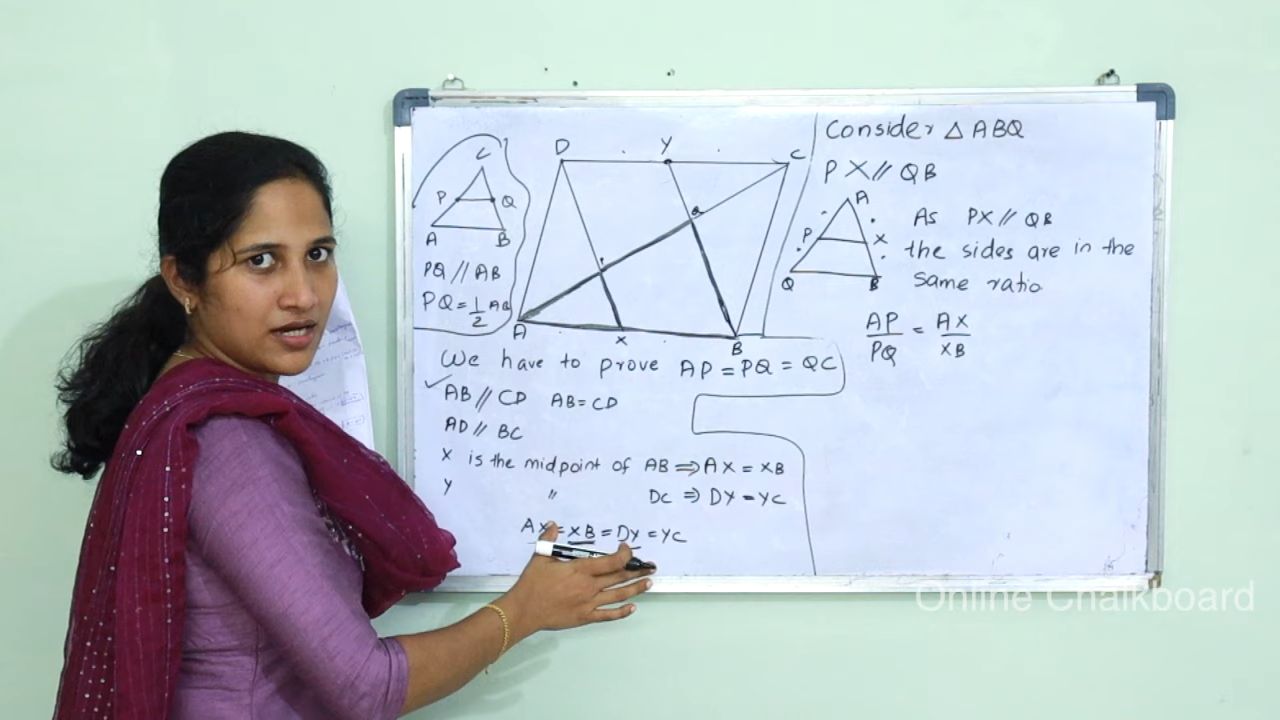 C
P Q
A B
PQ // AB
PQ = 1/2 AB
D Y C
Q
P
A X B
We have to prove AP = PQ = QC
✓ AB // CD AB = CD
AD // BC
X is the midpoint of AB ⇒ AX = XB
Y " DC ⇒ DY = YC
AX = XB = DY = YC
Consider △ ABQ
PX // QB
A
P X
Q B
As PX // QB
the sides are in the
same ratio
AP/PQ = AX/XB
Online Chalkboard